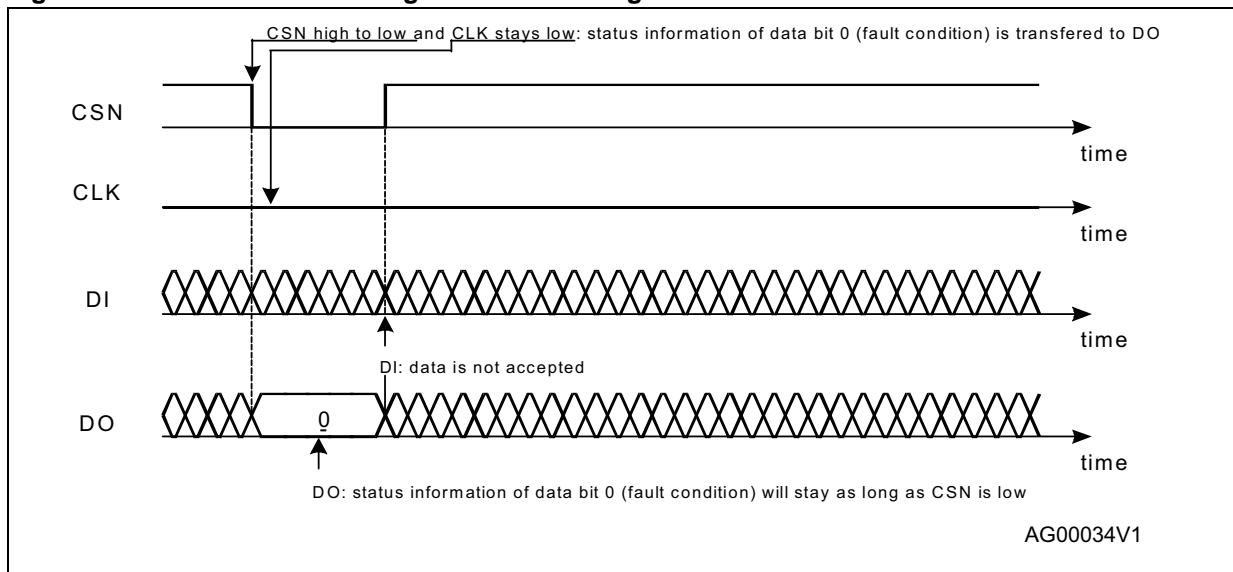 CSN high to low and CLK stays low: status information of data bit 0 (fault condition) is transfered to DO
CSN
time
CLK
time
DI
time
DI: data is not accepted
DO
0
time
DO: status information of data bit 0 (fault condition) will stay as long as CSN is low
AG00034V1